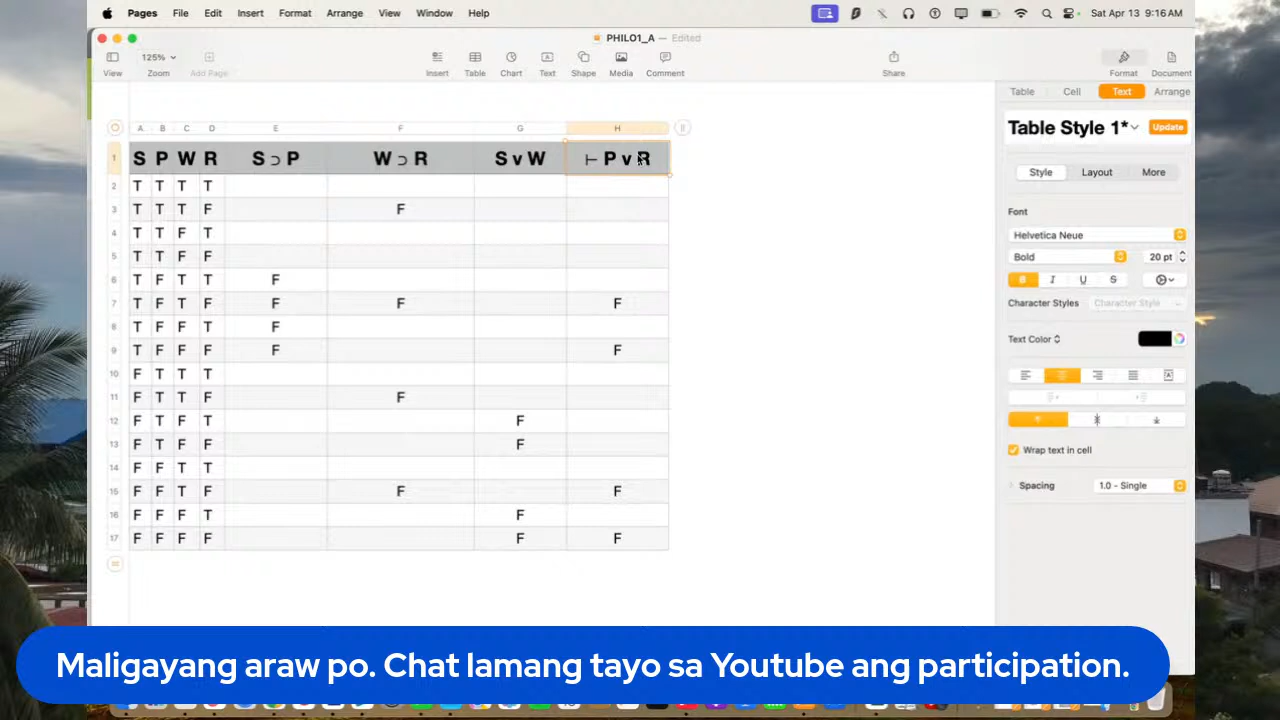 Pages File Edit Insert Format Arrange View Window Help Sat Apr 13 9:16 AM
PHILO1_A — Edited
125%
View Zoom Add Page Insert Table Chart Text Shape Media Comment Share Format Document
Table Cell Text Arrange
A B C D E F G H
Table Style 1* Update
1 S P W R S ⊃ P W ⊃ R S v W ⊢ P v R
Style Layout More
2 T T T T
3 T T T F F
4 T T F T
5 T T F F
6 T F T T F
7 T F T F F F F
8 T F F T F
9 T F F F F F
10 F T T T
11 F T T F F
12 F T F T F
13 F T F F F
14 F F T T
15 F F T F F F
16 F F F T F
17 F F F F F F
Font
Helvetica Neue
Bold 20 pt
B I U S
Character Styles Character Style
Text Color
Wrap text in cell
Spacing 1.0 - Single
Maligayang araw po. Chat lamang tayo sa Youtube ang participation.